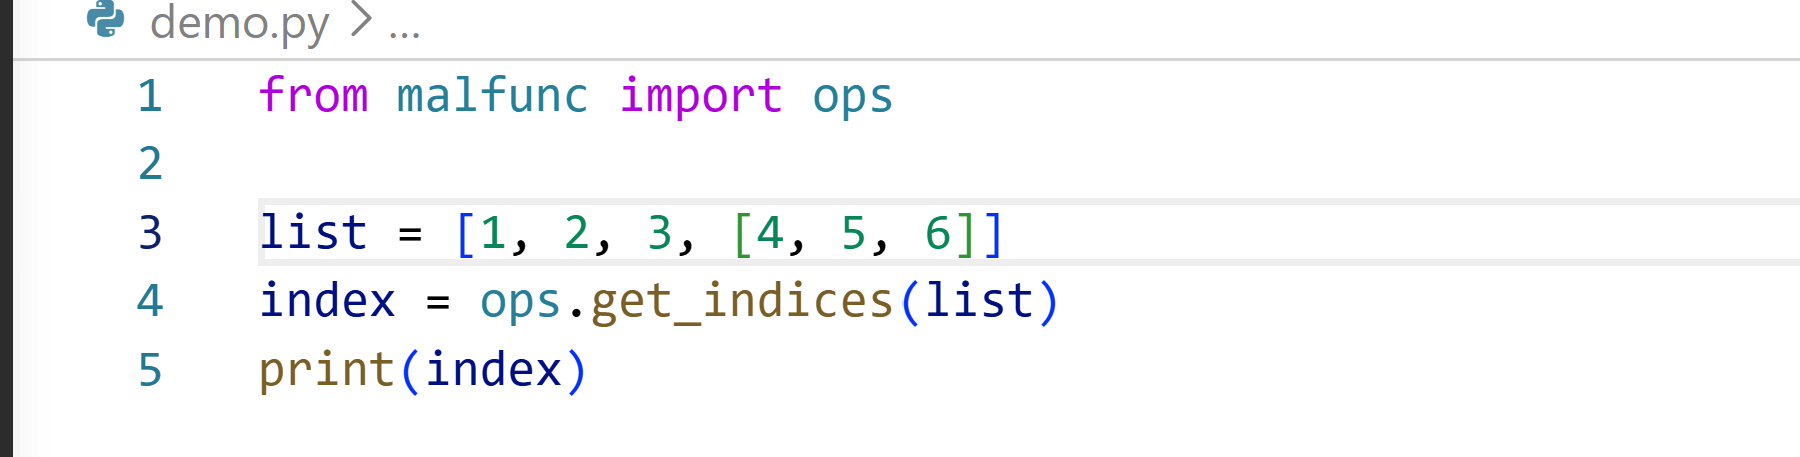 demo.py > ...
1 from malfunc import ops
2
3 list = [1, 2, 3, [4, 5, 6]]
4 index = ops.get_indices(list)
5 print(index)